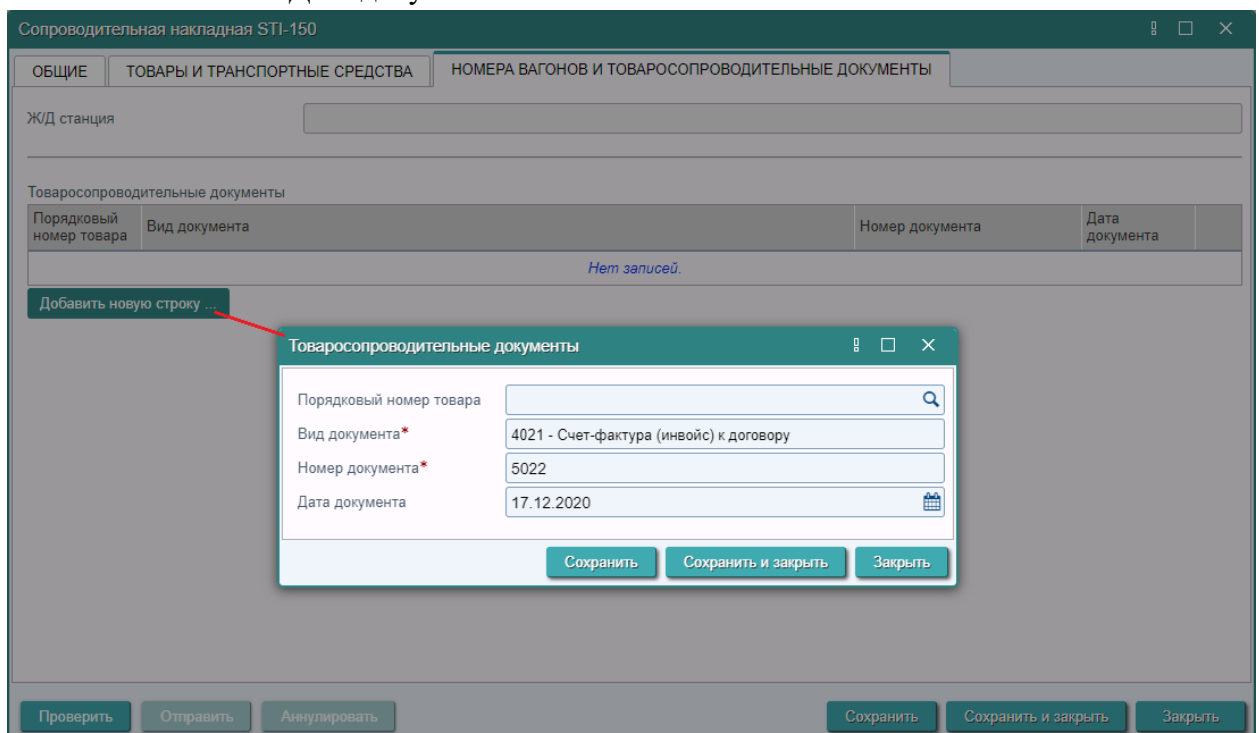 Сопроводительная накладная STI-150
ОБЩИЕ ТОВАРЫ И ТРАНСПОРТНЫЕ СРЕДСТВА НОМЕРА ВАГОНОВ И ТОВАРОСОПРОВОДИТЕЛЬНЫЕ ДОКУМЕНТЫ
Ж/Д станция
Товаросопроводительные документы
Порядковый номер товара Вид документа Номер документа Дата документа
Нет записей.
Добавить новую строку ...
Товаросопроводительные документы
Порядковый номер товара
Вид документа* 4021 - Счет-фактура (инвойс) к договору
Номер документа* 5022
Дата документа 17.12.2020
Сохранить Сохранить и закрыть Закрыть
Проверить Отправить Аннулировать Сохранить Сохранить и закрыть Закрыть